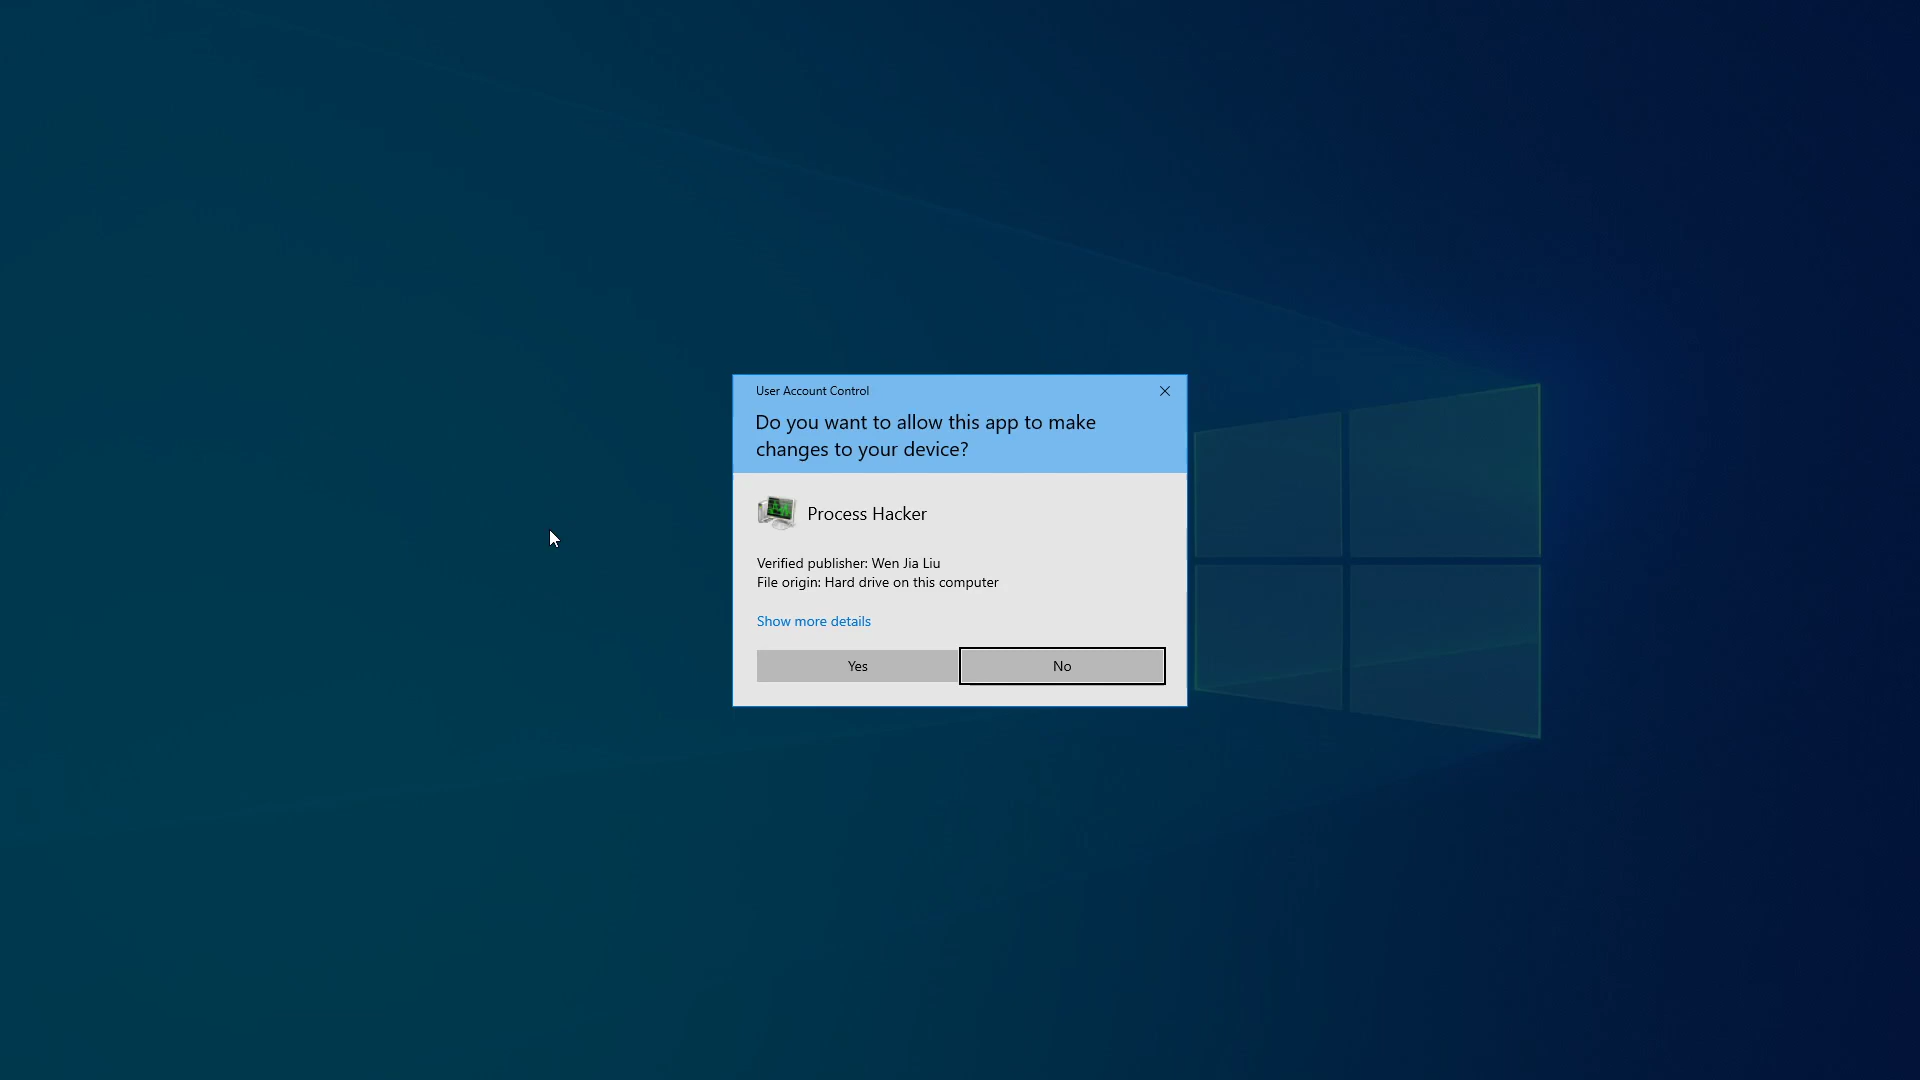 User Account Control
Do you want to allow this app to make
changes to your device?
Process Hacker
Verified publisher: Wen Jia Liu
File origin: Hard drive on this computer
Show more details
Yes
No